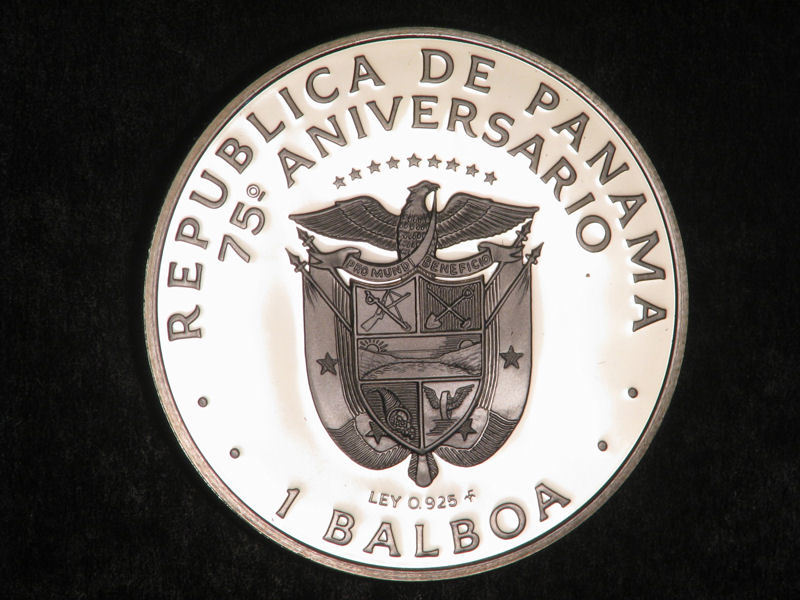 REPUBLICA DE PANAMA
75º ANIVERSARIO
PRO MUNDI BENEFICIO
LEY 0.925
1 BALBOA